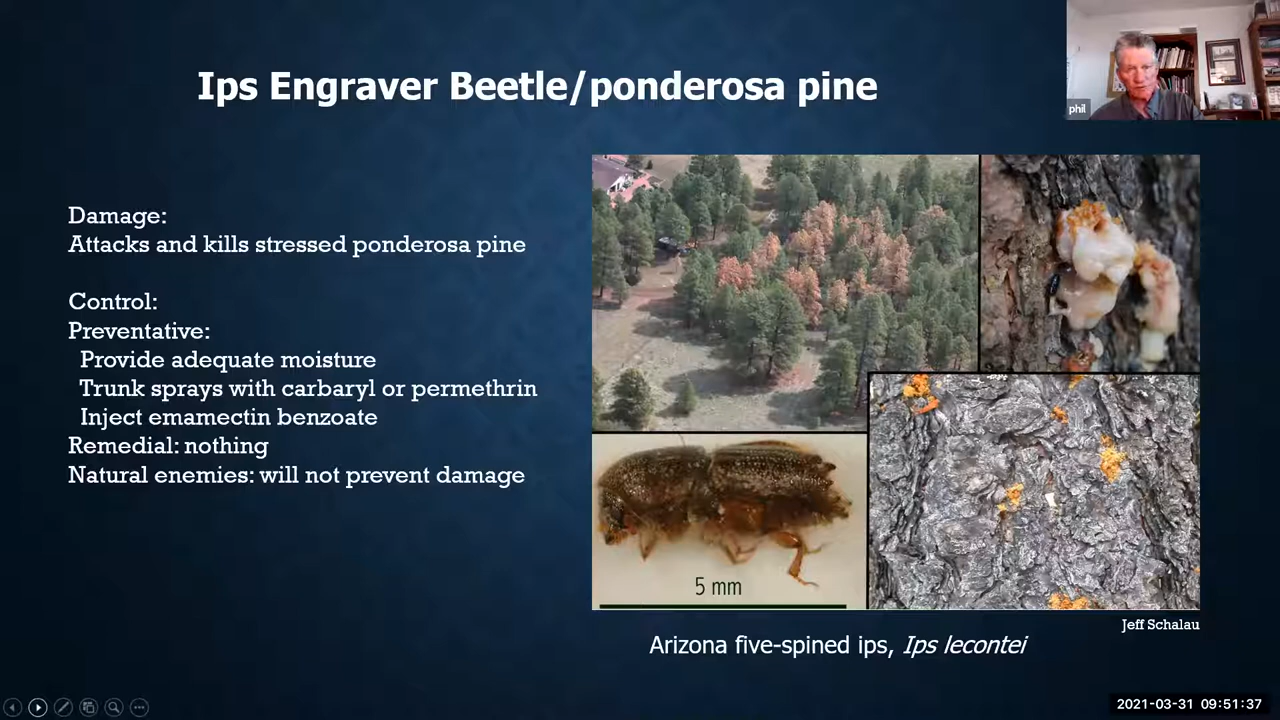 Ips Engraver Beetle/ponderosa pine
phil
Damage:
Attacks and kills stressed ponderosa pine
Control:
Preventative:
Provide adequate moisture
Trunk sprays with carbaryl or permethrin
Inject emamectin benzoate
Remedial: nothing
Natural enemies: will not prevent damage
5 mm
Jeff Schalau
Arizona five-spined ips, Ips lecontei
2021-03-31 09:51:37